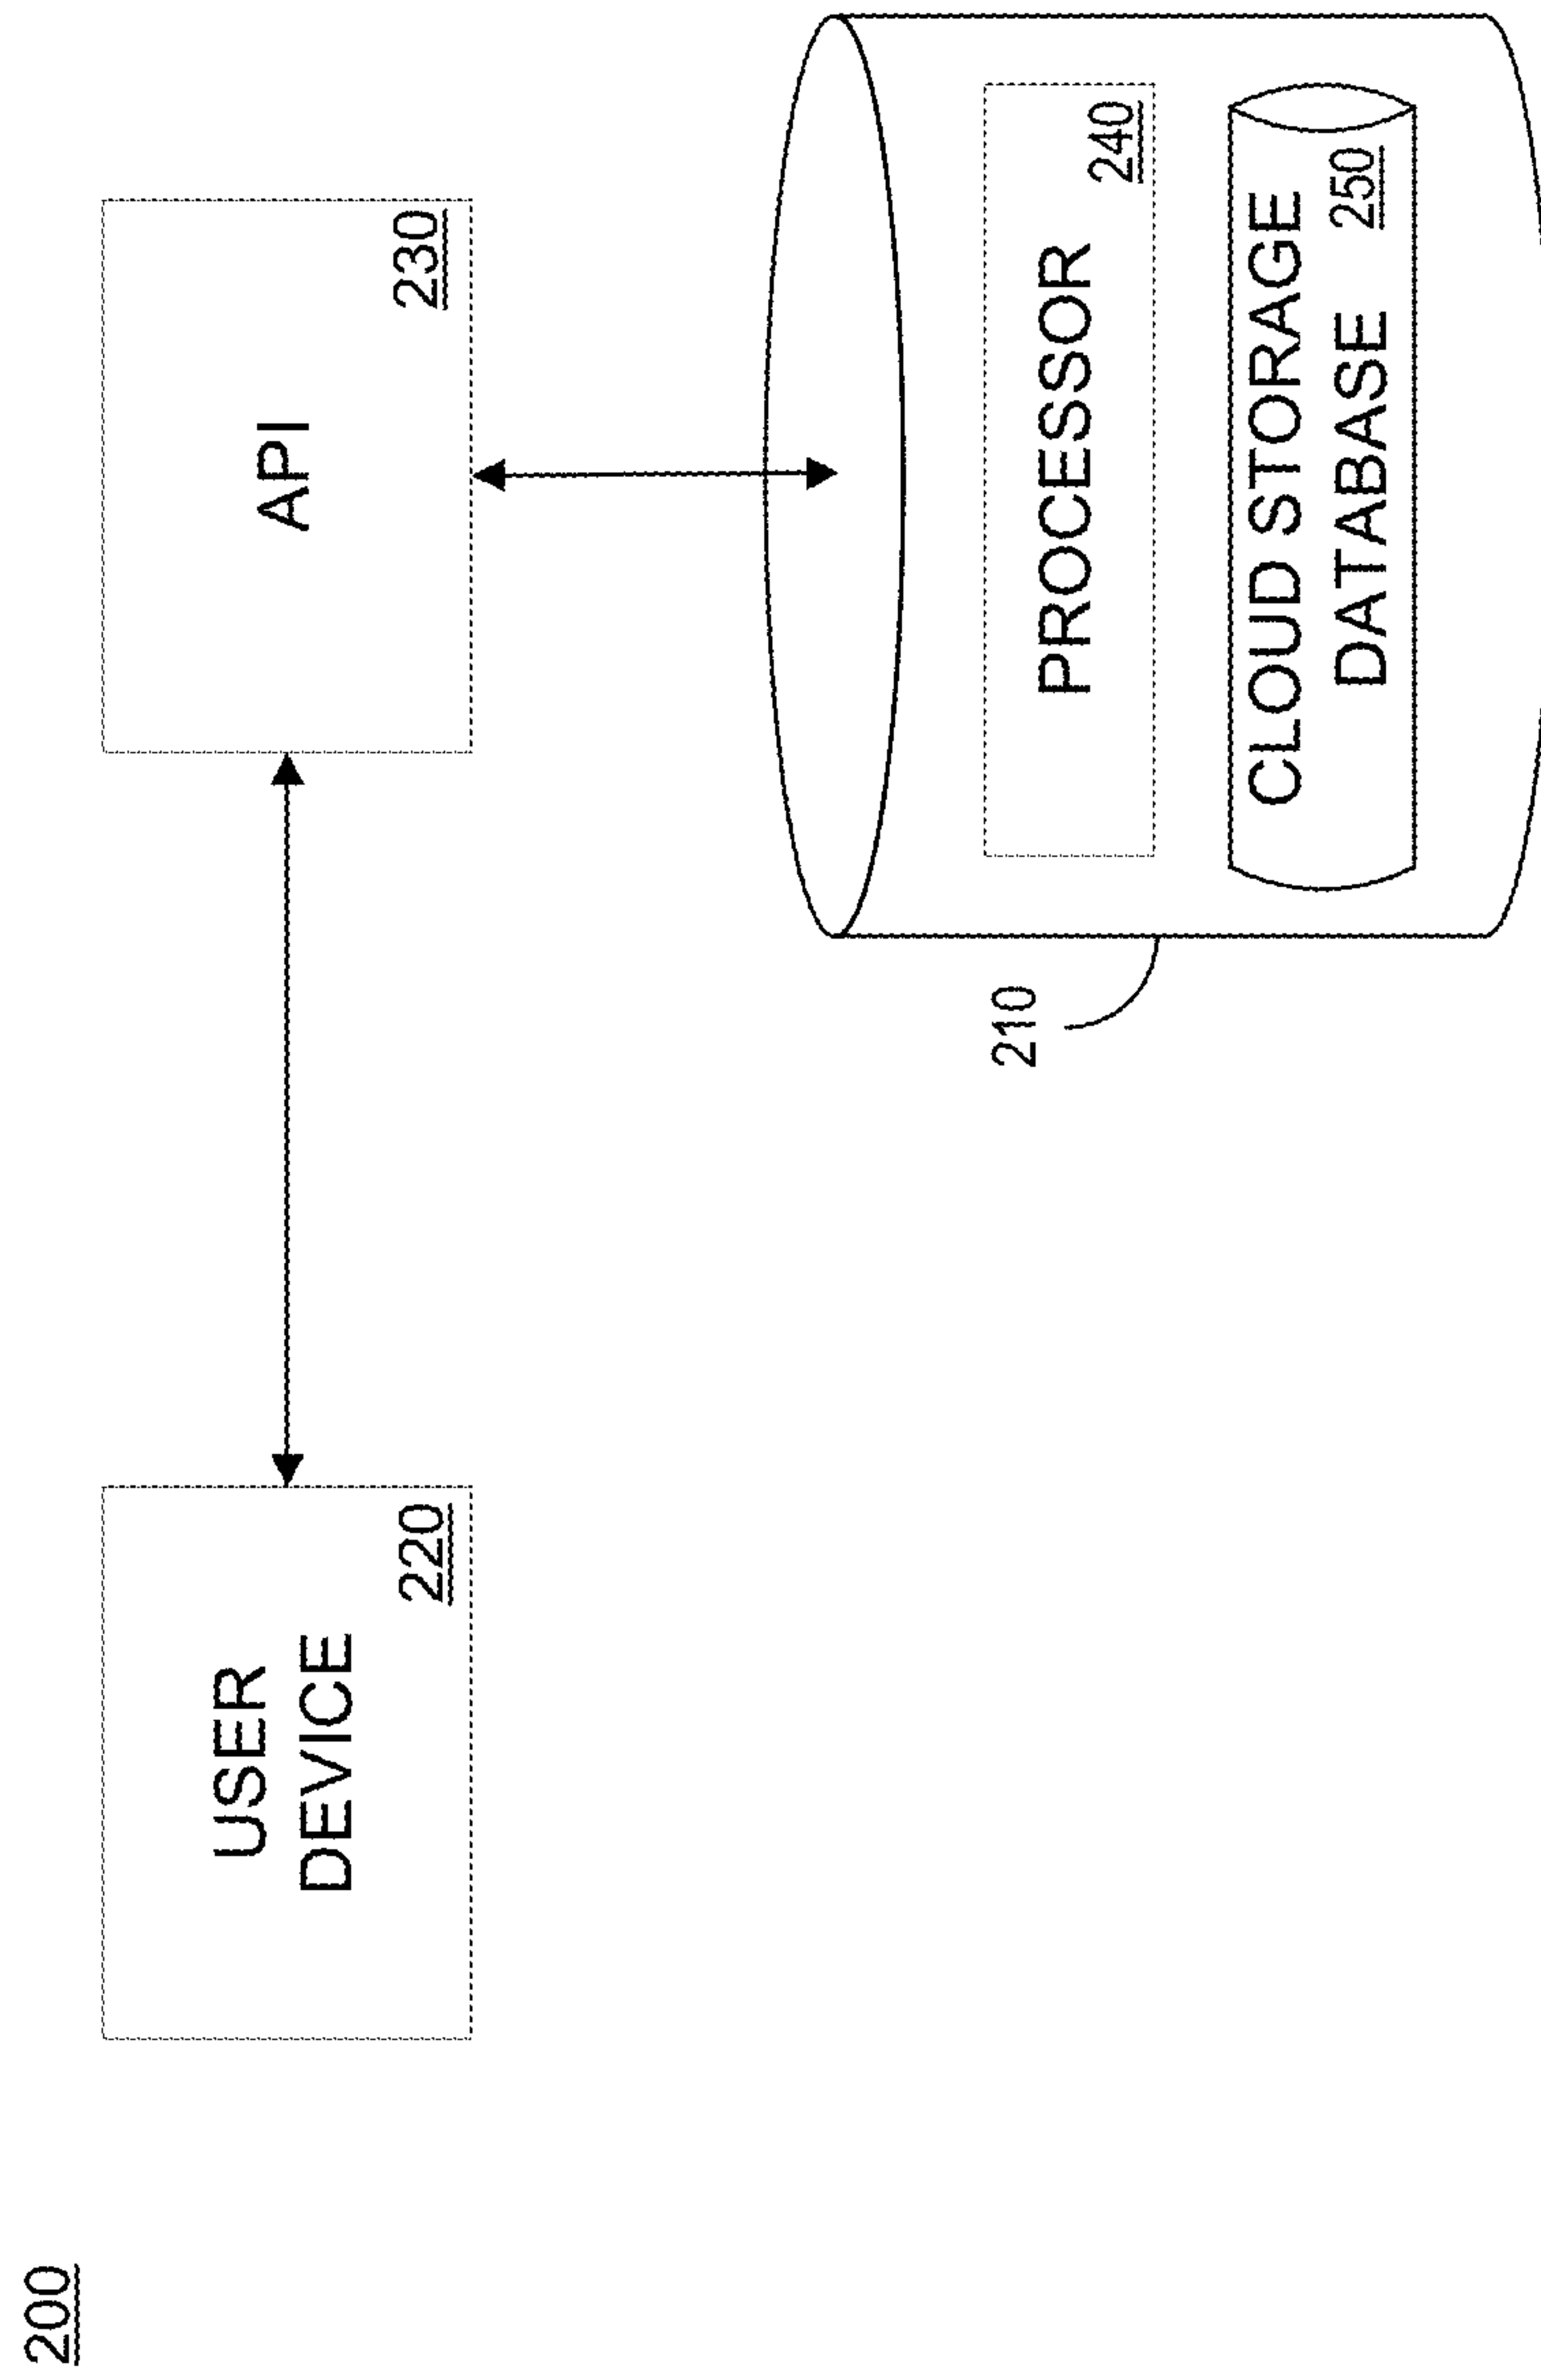 200
USER
DEVICE
220
API
230
210
PROCESSOR
240
CLOUD STORAGE
DATABASE 250